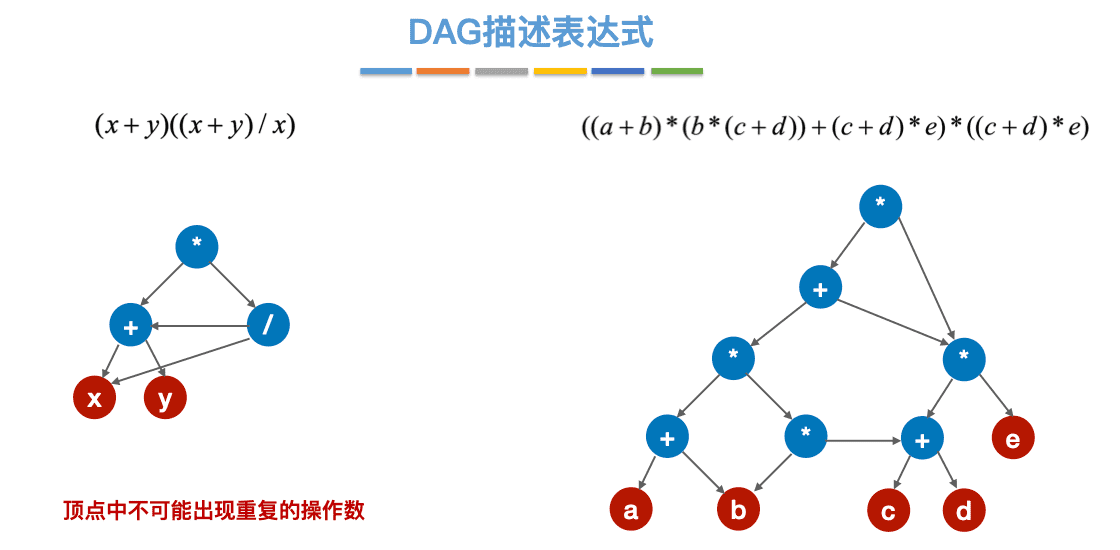 DAG描述表达式
(x+y)((x+y)/x)
((a+b)*(b*(c+d))+(c+d)*e)*((c+d)*e)
*
+
/
x
y
*
+
*
*
+
*
+
e
a
b
c
d
顶点中不可能出现重复的操作数